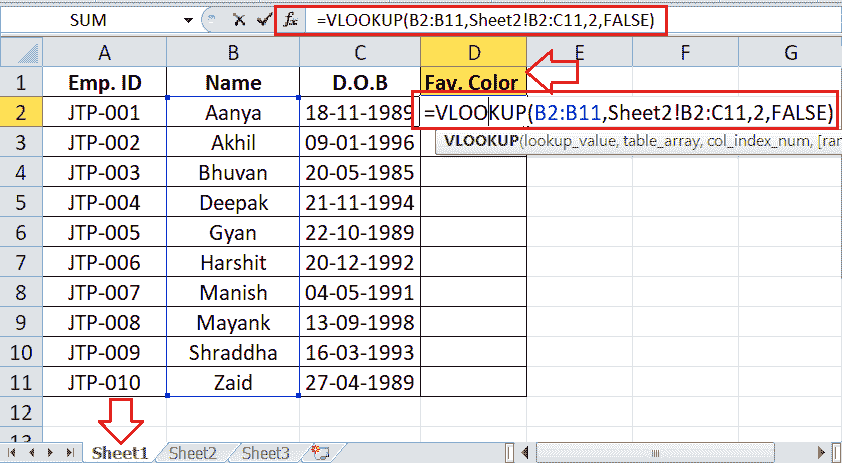 SUM fx =VLOOKUP(B2:B11,Sheet2!B2:C11,2,FALSE)
A B C D E F G
1 Emp. ID Name D.O.B Fav. Color
2 JTP-001 Aanya 18-11-1989 =VLOOKUP(B2:B11,Sheet2!B2:C11,2,FALSE)
3 JTP-002 Akhil 09-01-1996 VLOOKUP(lookup_value, table_array, col_index_num, [ran
4 JTP-003 Bhuvan 20-05-1985
5 JTP-004 Deepak 21-11-1994
6 JTP-005 Gyan 22-10-1989
7 JTP-006 Harshit 20-12-1992
8 JTP-007 Manish 04-05-1991
9 JTP-008 Mayank 13-09-1998
10 JTP-009 Shraddha 16-03-1993
11 JTP-010 Zaid 27-04-1989
12
13
Sheet1 Sheet2 Sheet3